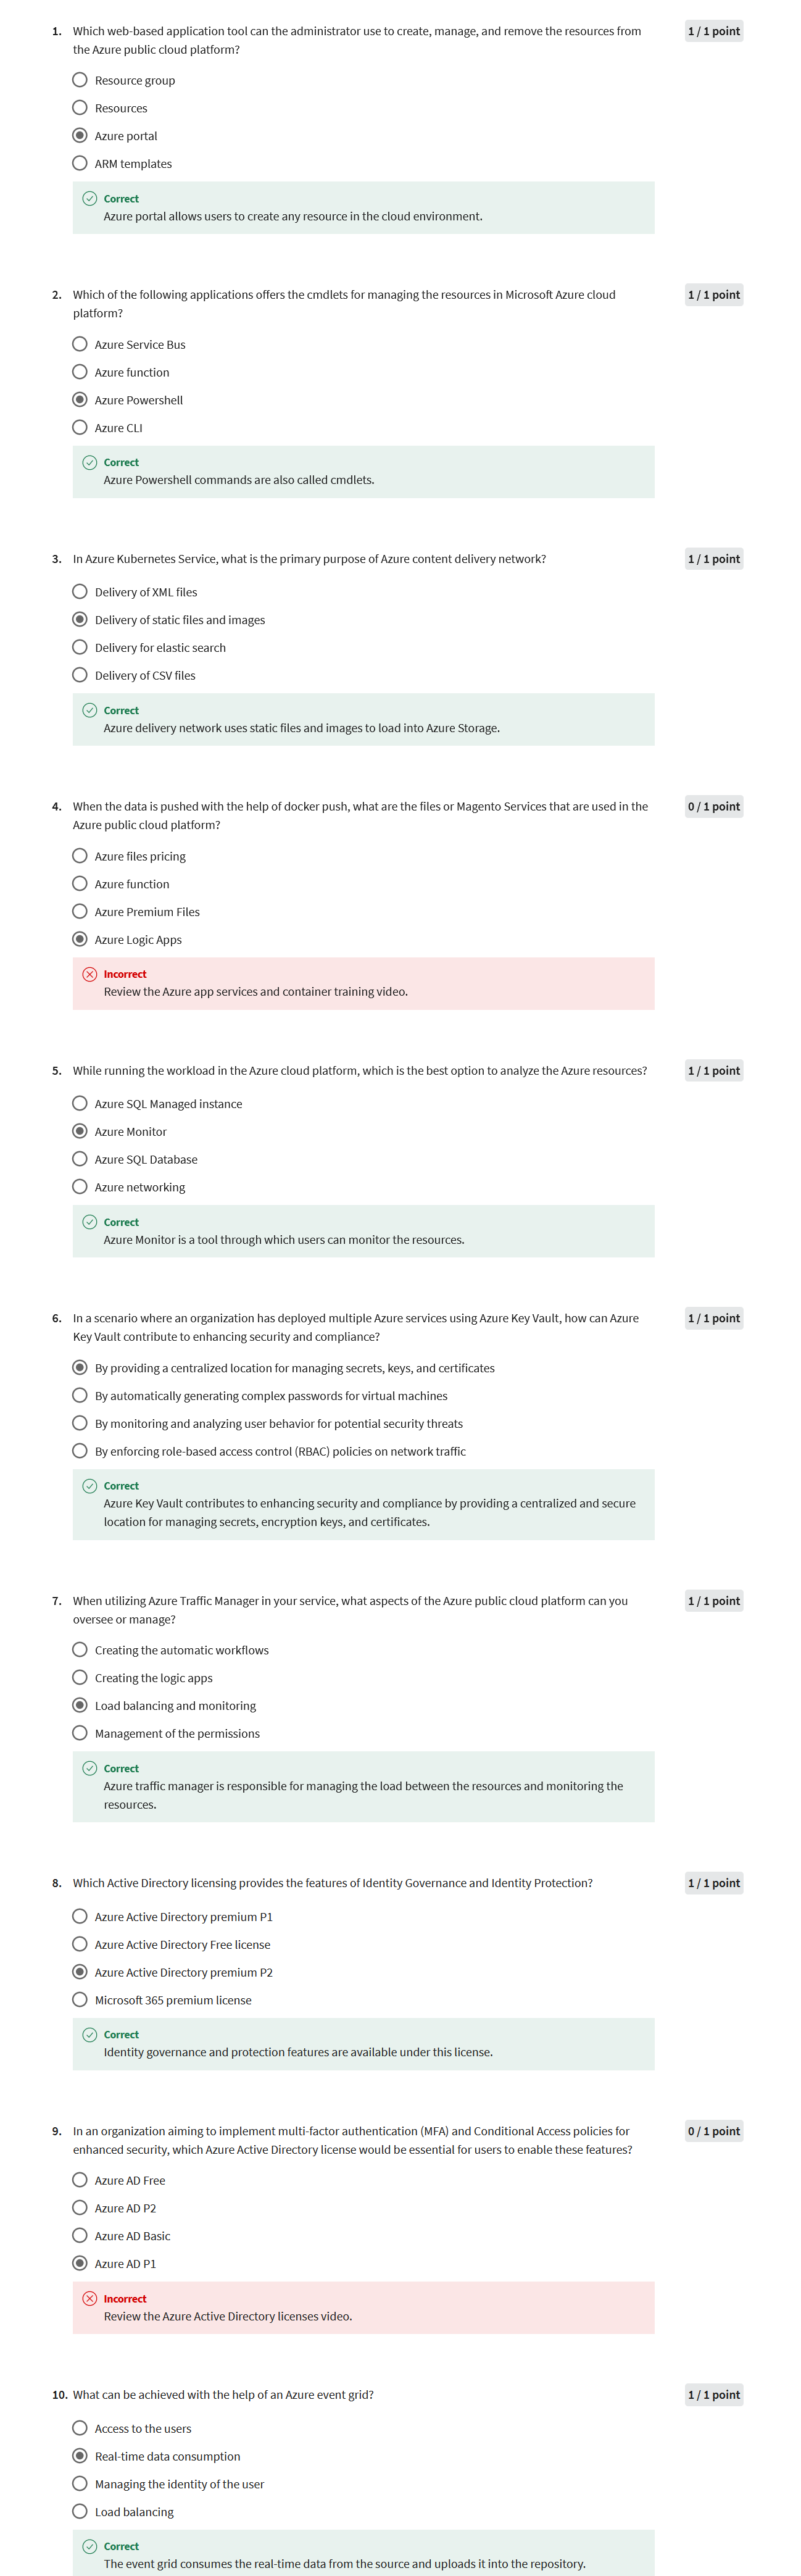 1. Which web-based application tool can the administrator use to create, manage, and remove the resources from
the Azure public cloud platform?
1 / 1 point
Resource group
Resources
Azure portal
ARM templates
Correct
Azure portal allows users to create any resource in the cloud environment.
2. Which of the following applications offers the cmdlets for managing the resources in Microsoft Azure cloud
platform?
1 / 1 point
Azure Service Bus
Azure function
Azure Powershell
Azure CLI
Correct
Azure Powershell commands are also called cmdlets.
3. In Azure Kubernetes Service, what is the primary purpose of Azure content delivery network?
1 / 1 point
Delivery of XML files
Delivery of static files and images
Delivery for elastic search
Delivery of CSV files
Correct
Azure delivery network uses static files and images to load into Azure Storage.
4. When the data is pushed with the help of docker push, what are the files or Magento Services that are used in the
Azure public cloud platform?
0 / 1 point
Azure files pricing
Azure function
Azure Premium Files
Azure Logic Apps
Incorrect
Review the Azure app services and container training video.
5. While running the workload in the Azure cloud platform, which is the best option to analyze the Azure resources?
1 / 1 point
Azure SQL Managed instance
Azure Monitor
Azure SQL Database
Azure networking
Correct
Azure Monitor is a tool through which users can monitor the resources.
6. In a scenario where an organization has deployed multiple Azure services using Azure Key Vault, how can Azure
Key Vault contribute to enhancing security and compliance?
1 / 1 point
By providing a centralized location for managing secrets, keys, and certificates
By automatically generating complex passwords for virtual machines
By monitoring and analyzing user behavior for potential security threats
By enforcing role-based access control (RBAC) policies on network traffic
Correct
Azure Key Vault contributes to enhancing security and compliance by providing a centralized and secure
location for managing secrets, encryption keys, and certificates.
7. When utilizing Azure Traffic Manager in your service, what aspects of the Azure public cloud platform can you
oversee or manage?
1 / 1 point
Creating the automatic workflows
Creating the logic apps
Load balancing and monitoring
Management of the permissions
Correct
Azure traffic manager is responsible for managing the load between the resources and monitoring the
resources.
8. Which Active Directory licensing provides the features of Identity Governance and Identity Protection?
1 / 1 point
Azure Active Directory premium P1
Azure Active Directory Free license
Azure Active Directory premium P2
Microsoft 365 premium license
Correct
Identity governance and protection features are available under this license.
9. In an organization aiming to implement multi-factor authentication (MFA) and Conditional Access policies for
enhanced security, which Azure Active Directory license would be essential for users to enable these features?
0 / 1 point
Azure AD Free
Azure AD P2
Azure AD Basic
Azure AD P1
Incorrect
Review the Azure Active Directory licenses video.
10. What can be achieved with the help of an Azure event grid?
1 / 1 point
Access to the users
Real-time data consumption
Managing the identity of the user
Load balancing
Correct
The event grid consumes the real-time data from the source and uploads it into the repository.